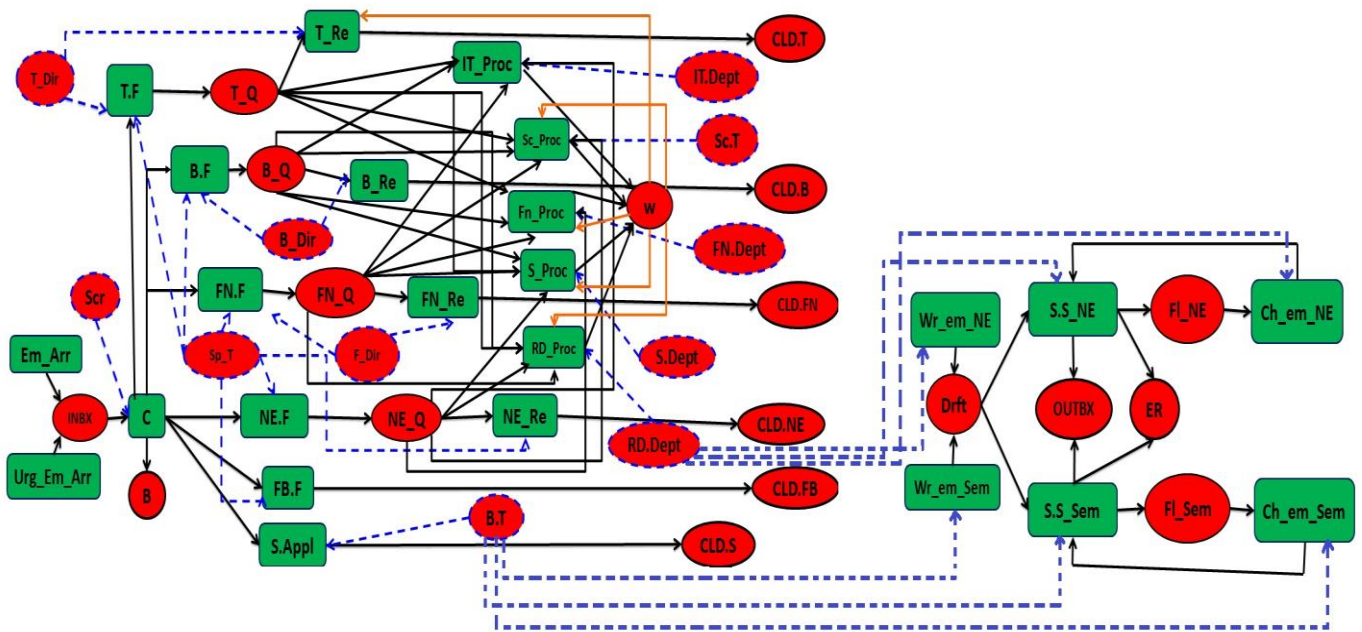 T_Re
CLD.T
T_Dir
T.F
T_Q
IT_Proc
IT.Dept
Sc_Proc
Sc.T
B.F
B_Q
B_Re
CLD.B
Fn_Proc
W
B_Dir
FN.Dept
S_Proc
Scr
FN.F
FN_Q
FN_Re
CLD.FN
S.S_NE
Fl_NE
Ch_em_NE
Wr_em_NE
Em_Arr
Sp_T
F_Dir
RD_Proc
S.Dept
INBX
C
NE.F
NE_Q
NE_Re
CLD.NE
Drft
OUTBX
ER
RD.Dept
Urg_Em_Arr
B
FB.F
CLD.FB
Wr_em_Sem
B.T
S.S_Sem
Fl_Sem
Ch_em_Sem
S.Appl
CLD.S